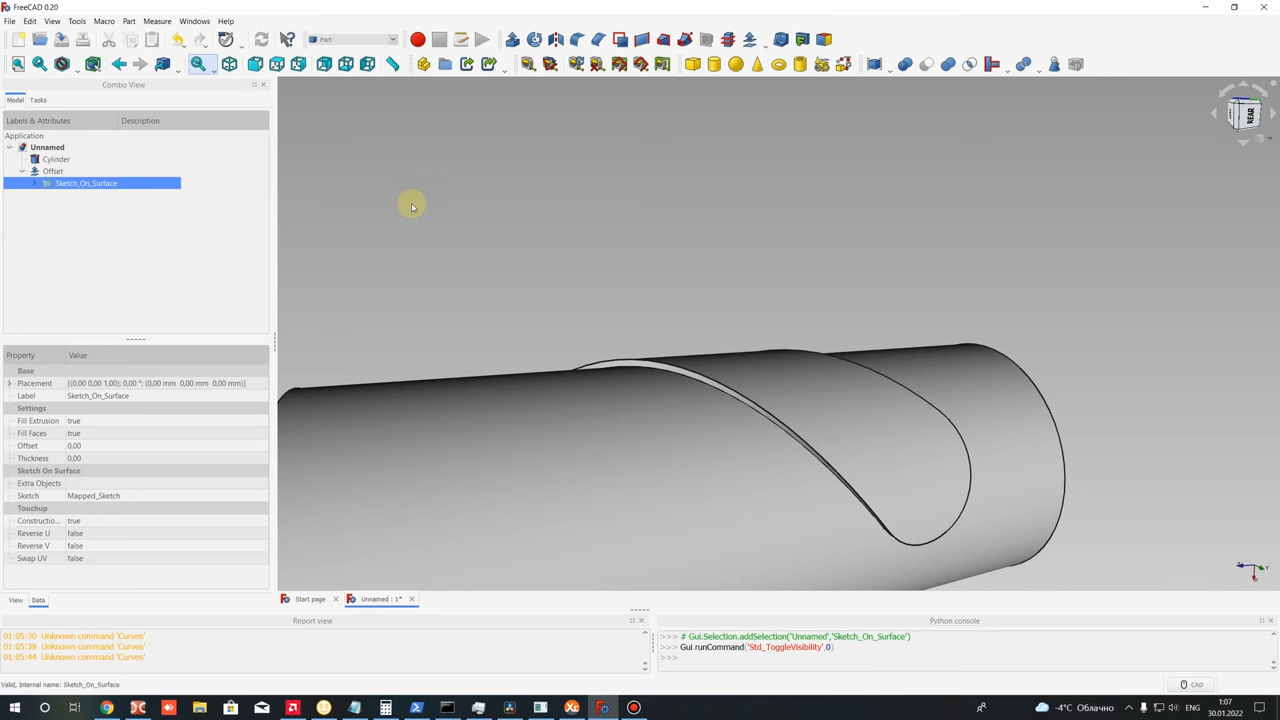 FreeCAD 0.20
File Edit View Tools Macro Part Measure Windows Help
Part
Combo View
Model Tasks
Labels & Attributes Description
Application
Unnamed
Cylinder
Offset
Sketch_On_Surface
REAR
Property Value
Base
Placement [(0,00 0,00 1,00); 0,00 °; (0,00 mm 0,00 mm 0,00 mm)]
Label Sketch_On_Surface
Settings
Fill Extrusion true
Fill Faces true
Offset 0,00
Thickness 0,00
Sketch On Surface
Extra Objects
Sketch Mapped_Sketch
Touchup
Constructio... true
Reverse U false
Reverse V false
Swap UV false
View Data
Start page Unnamed : 1*
Report view
01:05:30 Unknown command 'Curves'
01:05:38 Unknown command 'Curves'
01:05:44 Unknown command 'Curves'
Python console
>>> # Gui.Selection.addSelection('Unnamed','Sketch_On_Surface')
>>> Gui.runCommand('Std_ToggleVisibility',0)
>>>
Valid, Internal name: Sketch_On_Surface
CAD
-4°C Облачно ENG
1:07
30.01.2022